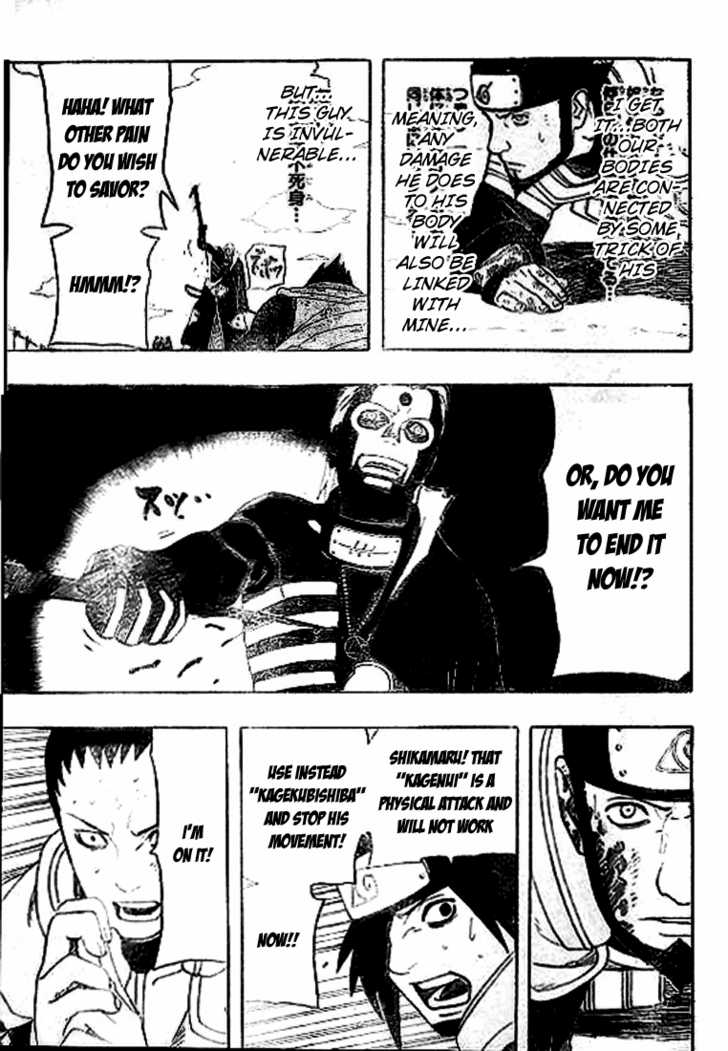 I GET
IT...BOTH
OUR
BODIES
ARE CON-
NECTED
BY SOME
TRICK OF
HIS
MEANING,
ANY
DAMAGE
HE DOES
TO HIS
BODY
WILL
ALSO BE
LINKED
WITH
MINE...
BUT...
THIS GUY
IS INVUL-
NERABLE...
不死身…
HAHA! WHAT
OTHER PAIN
DO YOU WISH
TO SAVOR?
HMMM!?
OR, DO YOU
WANT ME
TO END IT
NOW!?
SHIKAMARU! THAT
"KAGENUI" IS A
PHYSICAL ATTACK AND
WILL NOT WORK
USE INSTEAD
"KAGEKUBISHIBA"
AND STOP HIS
MOVEMENT!
NOW!!
I'M
ON IT!